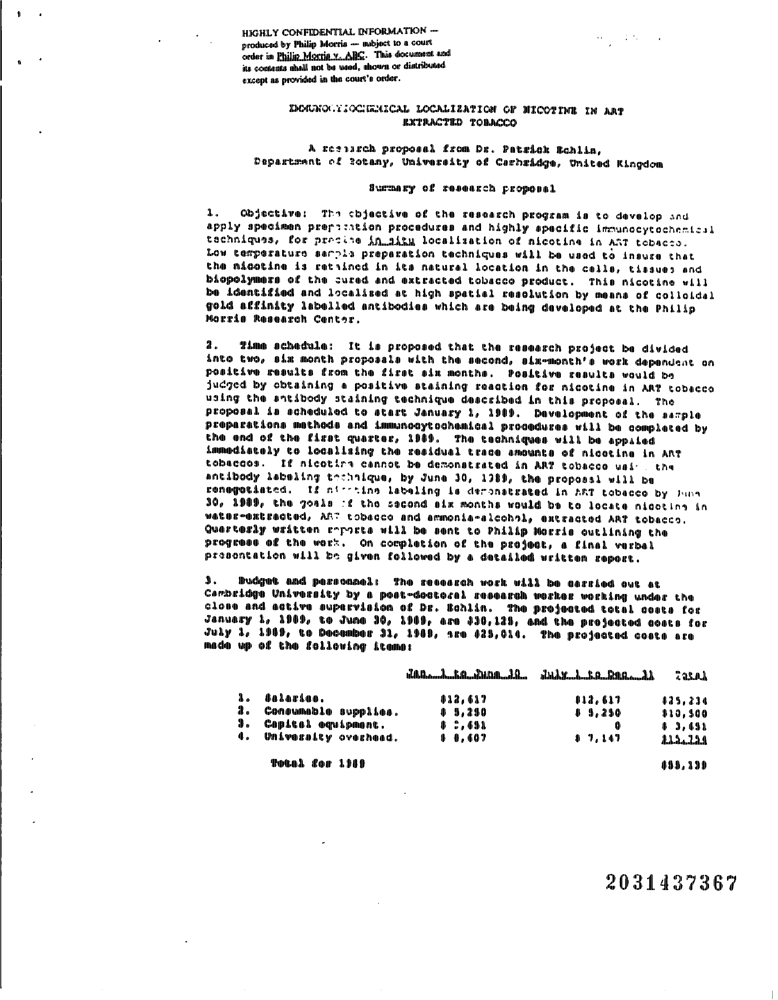 HIGHLY CONFIDENTIAL INFORMATION —
produced by Philip Morris — subject to a court
order in Philip Morris v. ABC. This document and
its contents shall not be used, shown or distributed
except as provided in the court's order.
LOCALIZATION OF NICOTINE IN ART
EXTRACTED TOBACCO
A research proposal from Dr. Patrick Echlin,
Department of Botany, University of Cambridge, United Kingdom
Summary of research proposal
1. Objective: The objective of the research program is to develop and
apply specimen preparation procedures and highly specific immunocytochemical
techniques, for precise in situ localization of nicotine in ART tobacco.
Low temperature sample preparation techniques will be used to insure that
the nicotine is retained in its natural location in the cells, tissues and
biopolymers of the cured and extracted tobacco product. This nicotine will
be identified and localized at high spatial resolution by means of colloidal
gold affinity labelled antibodies which are being developed at the Philip
Morris Research Center.
2. Time schedule: It is proposed that the research project be divided
into two, six month proposals with the second, six-month's work dependent on
positive results from the first six months. Positive results would be
judged by obtaining a positive staining reaction for nicotine in ART tobacco
using the antibody staining technique described in this proposal. The
proposal is scheduled to start January 1, 1989. Development of the sample
preparations methods and immunocytochemical procedures will be completed by
the end of the first quarter, 1989. The techniques will be appaied
immediately to localizing the residual trace amounts of nicotine in ART
tobaccos. If nicotine cannot be demonstrated in ART tobacco the
antibody labeling technique, by June 30, 1989, the proposal will be
renegotiated. If nicotine labeling is demonstrated in ART tobacco by June
30, 1989, the goals of the second six months would be to locate nicotine in
water-extracted, ART tobacco and ammonia-alcohol, extracted ART tobacco.
Quarterly written reports will be sent to Philip Morris outlining the
progress of the work. On completion of the project, a final verbal
presentation will be given followed by a detailed written report.
3. Budget and personnel: The research work will be carried out at
Cambridge University by a post-doctoral research worker working under the
close and active supervision of Dr. Echlin. The projected total costs for
January 1, 1989, to June 30, 1989, are $30,125, and the projected costs for
July 1, 1989, to December 31, 1989, are $25,014. The projected costs are
made up of the following items:
Jan. 1 to June 30 July 1 to Dec. 31 Total
1. Salaries. $12,617 $12,617 $25,234
2. Consumable supplies. $ 5,250 $ 5,250 $10,500
3. Capital equipment. 0 $ 3,651
4. University overhead. $ 8,607 $ 7,147 $15,754
Total for 1989 $55,139
2031437367